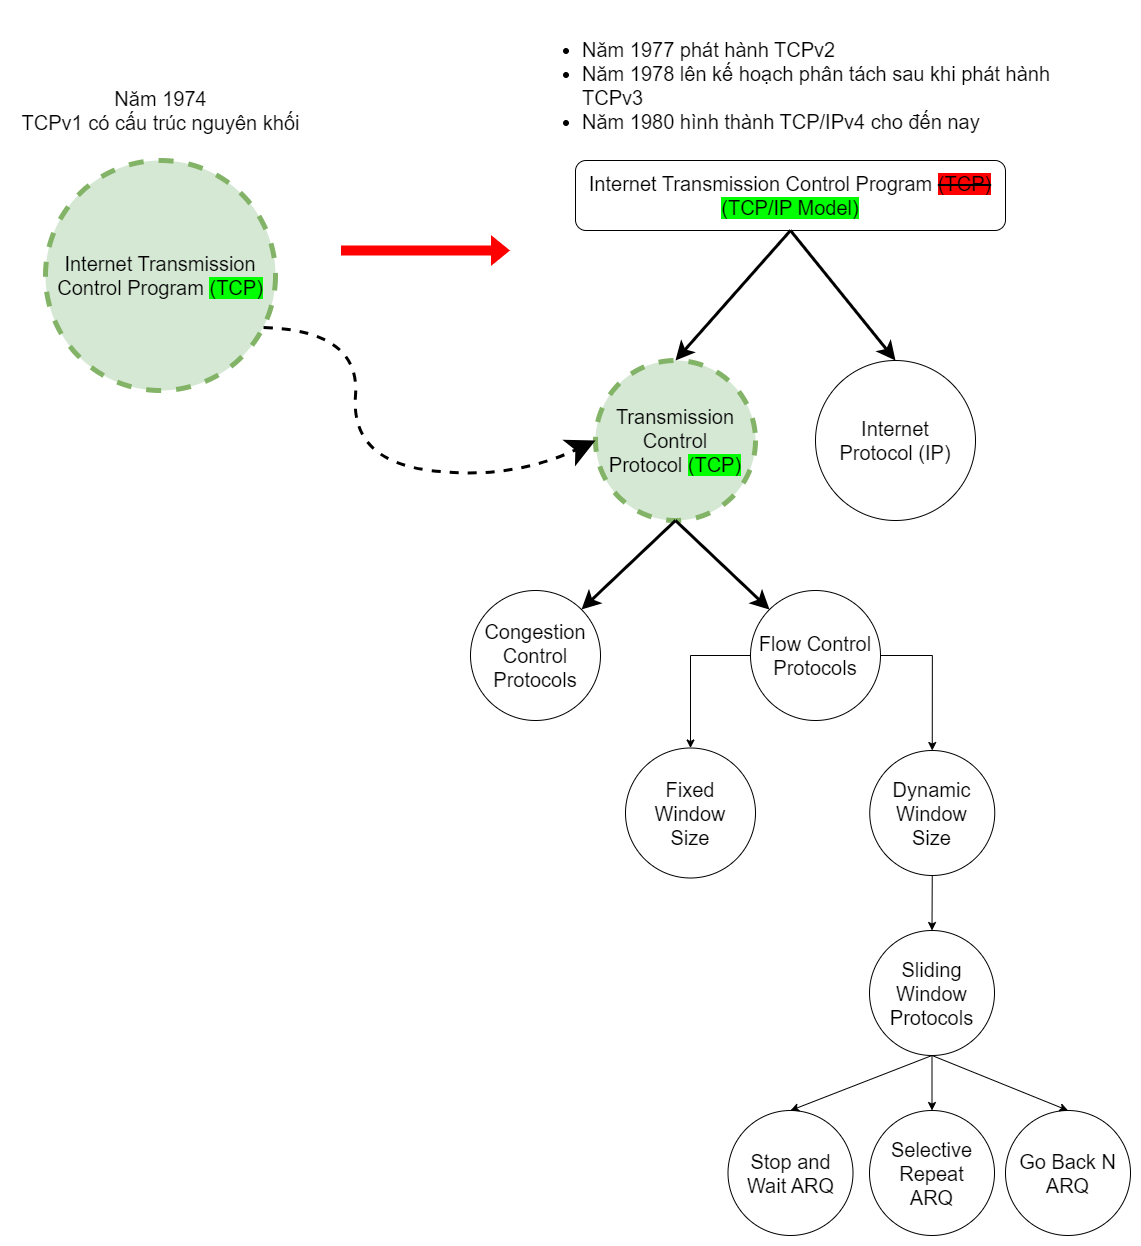 Năm 1974
TCPv1 có cấu trúc nguyên khối
Internet Transmission
Control Program (TCP)
Năm 1977 phát hành TCPv2
Năm 1978 lên kế hoạch phân tách sau khi phát hành
TCPv3
Năm 1980 hình thành TCP/IPv4 cho đến nay
Internet Transmission Control Program (TCP)
(TCP/IP Model)
Transmission
Control
Protocol (TCP)
Internet
Protocol (IP)
Congestion
Control
Protocols
Flow Control
Protocols
Fixed
Window
Size
Dynamic
Window
Size
Sliding
Window
Protocols
Stop and
Wait ARQ
Selective
Repeat
ARQ
Go Back N
ARQ